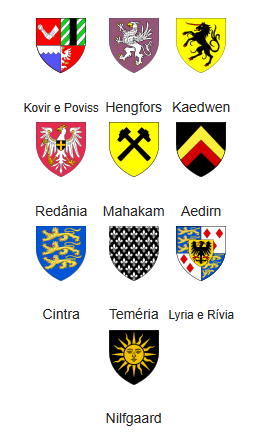 Kovir e Poviss Hengfors Kaedwen
Redânia Mahakam Aedirn
Cintra Teméria Lyria e Rívia
Nilfgaard